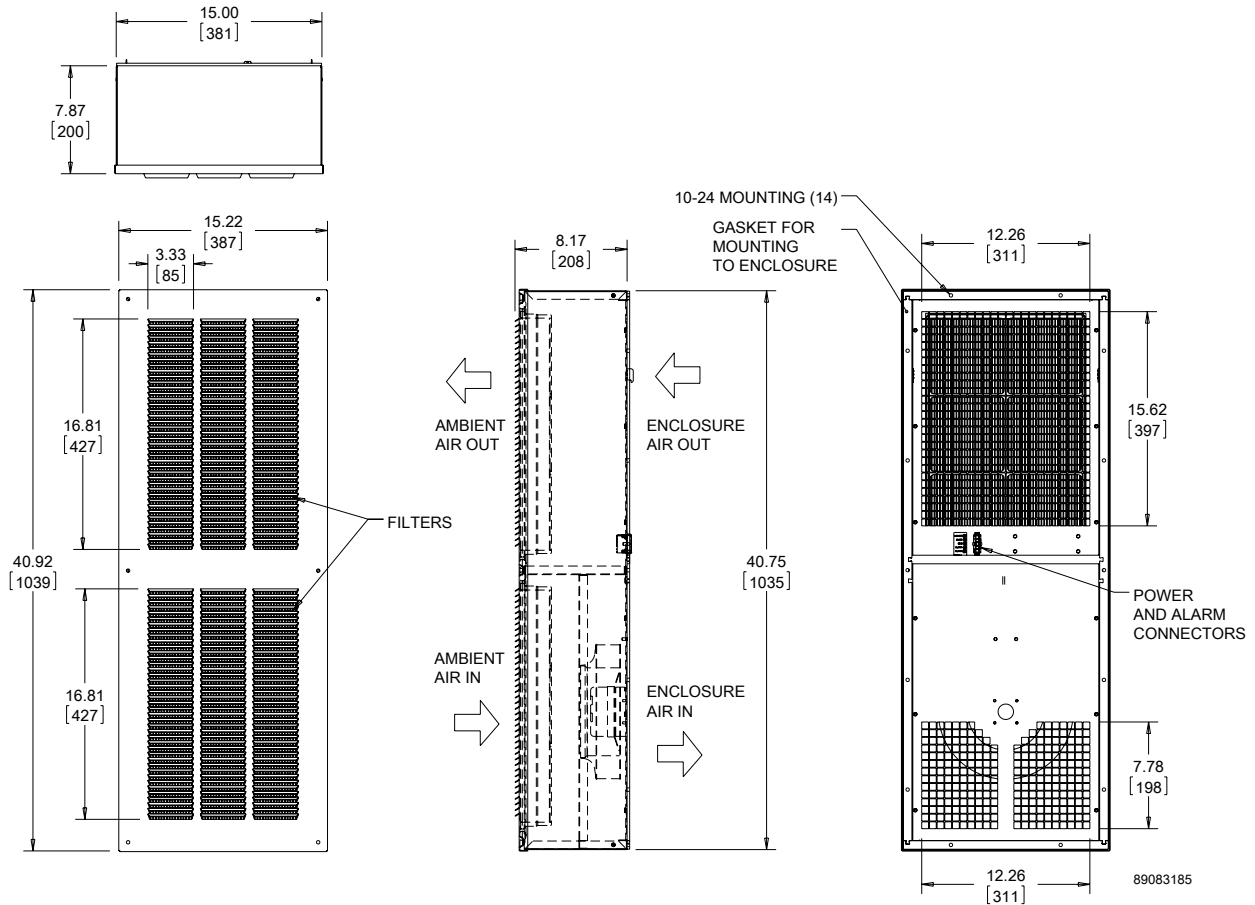 15.00
[381]
7.87
[200]
15.22
[387]
3.33
[85]
16.81
[427]
FILTERS
40.92
[1039]
16.81
[427]
8.17
[208]
AMBIENT
AIR OUT
ENCLOSURE
AIR OUT
40.75
[1035]
AMBIENT
AIR IN
ENCLOSURE
AIR IN
10-24 MOUNTING (14)
GASKET FOR
MOUNTING
TO ENCLOSURE
12.26
[311]
15.62
[397]
POWER
AND ALARM
CONNECTORS
7.78
[198]
12.26
[311]
89083185